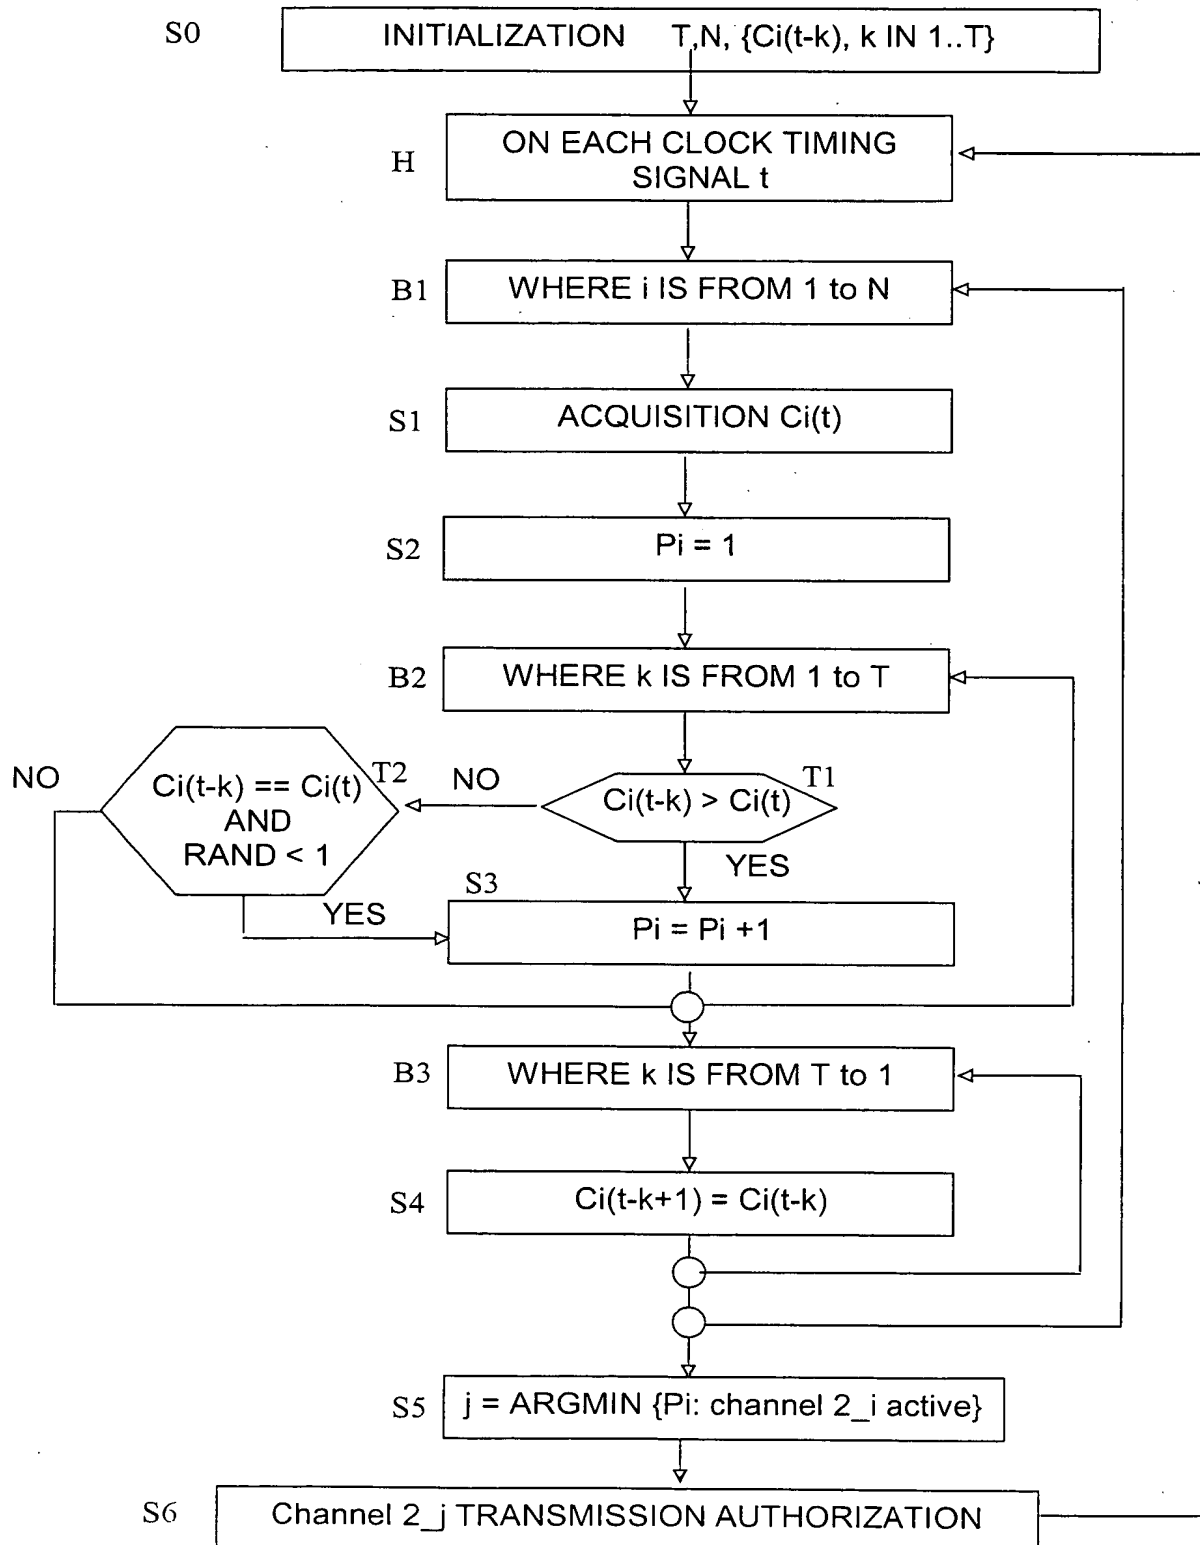 S0
INITIALIZATION T,N, {Ci(t-k), k IN 1..T}
H
ON EACH CLOCK TIMING
SIGNAL t
B1
WHERE i IS FROM 1 to N
S1
ACQUISITION Ci(t)
S2
Pi = 1
B2
WHERE k IS FROM 1 to T
NO
Ci(t-k) == Ci(t)
AND
RAND < 1
T2
NO
Ci(t-k) > Ci(t)
T1
YES
S3
YES
Pi = Pi +1
B3
WHERE k IS FROM T to 1
S4
Ci(t-k+1) = Ci(t-k)
S5
j = ARGMIN {Pi: channel 2_i active}
S6
Channel 2_j TRANSMISSION AUTHORIZATION